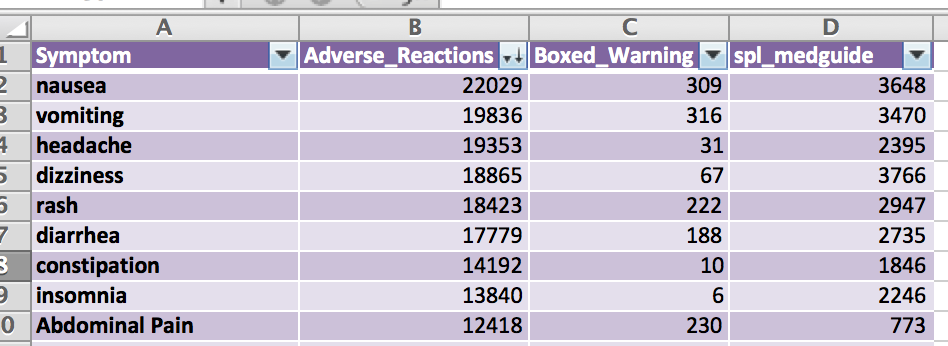 A B C D
1 Symptom Adverse_Reactions Boxed_Warning spl_medguide
2 nausea 22029 309 3648
3 vomiting 19836 316 3470
4 headache 19353 31 2395
5 dizziness 18865 67 3766
6 rash 18423 222 2947
7 diarrhea 17779 188 2735
8 constipation 14192 10 1846
9 insomnia 13840 6 2246
0 Abdominal Pain 12418 230 773